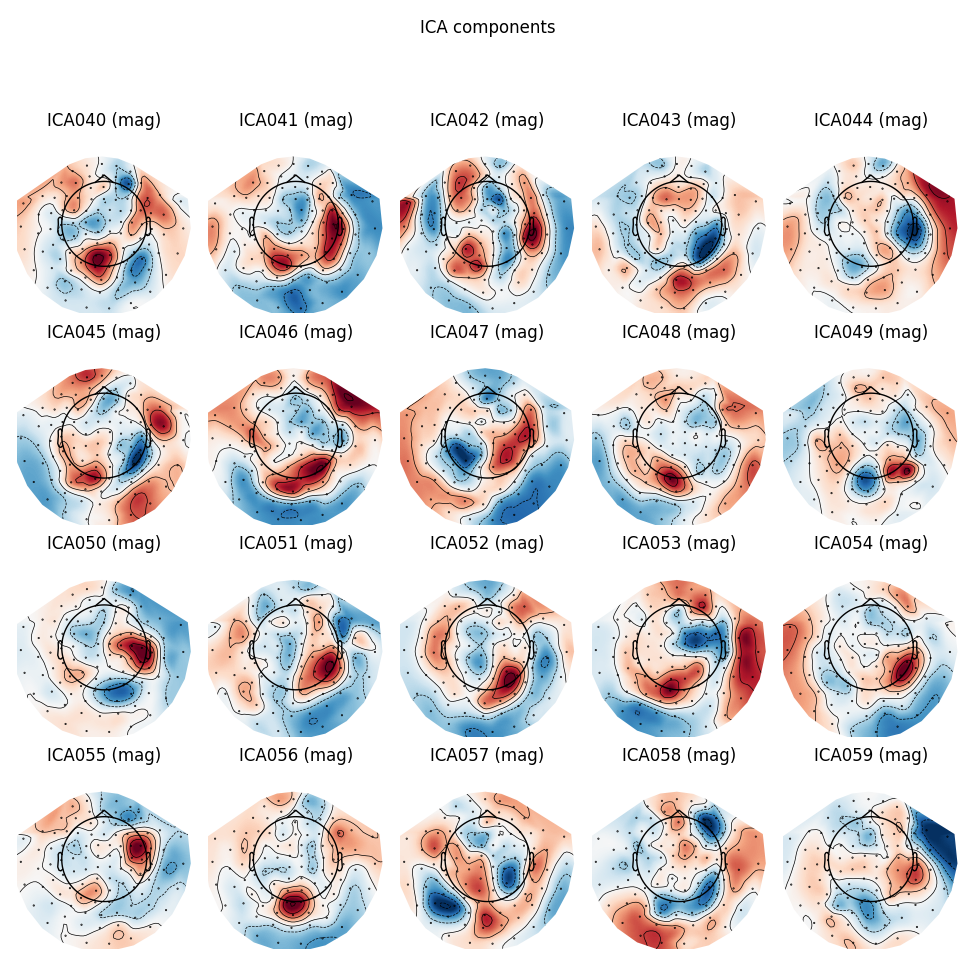 ICA components
ICA040 (mag) ICA041 (mag) ICA042 (mag) ICA043 (mag) ICA044 (mag)
ICA045 (mag) ICA046 (mag) ICA047 (mag) ICA048 (mag) ICA049 (mag)
ICA050 (mag) ICA051 (mag) ICA052 (mag) ICA053 (mag) ICA054 (mag)
ICA055 (mag) ICA056 (mag) ICA057 (mag) ICA058 (mag) ICA059 (mag)